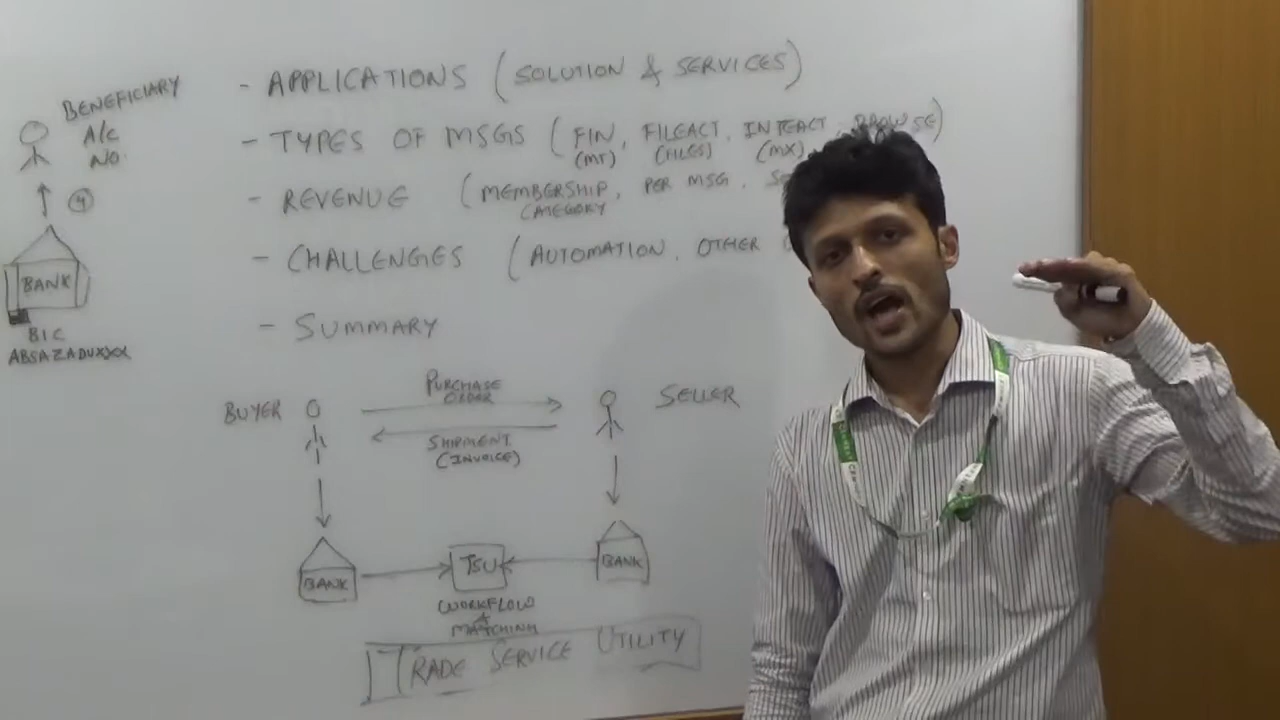 BENEFICIARY
A/C
NO.
4
BANK
BIC
ABSAZADUXXX
- APPLICATIONS (SOLUTION & SERVICES)
- TYPES OF MSGS (FIN, FILEACT, INTERACT, BROWSE)
(MT) (FILES) (MX)
- REVENUE (MEMBERSHIP, PER MSG,
CATEGORY
- CHALLENGES (AUTOMATION, OTHER
- SUMMARY
BUYER
PURCHASE
ORDER
SELLER
SHIPMENT
(INVOICE)
BANK
TSU
BANK
WORKFLOW
&
MATCHING
TRADE SERVICE UTILITY